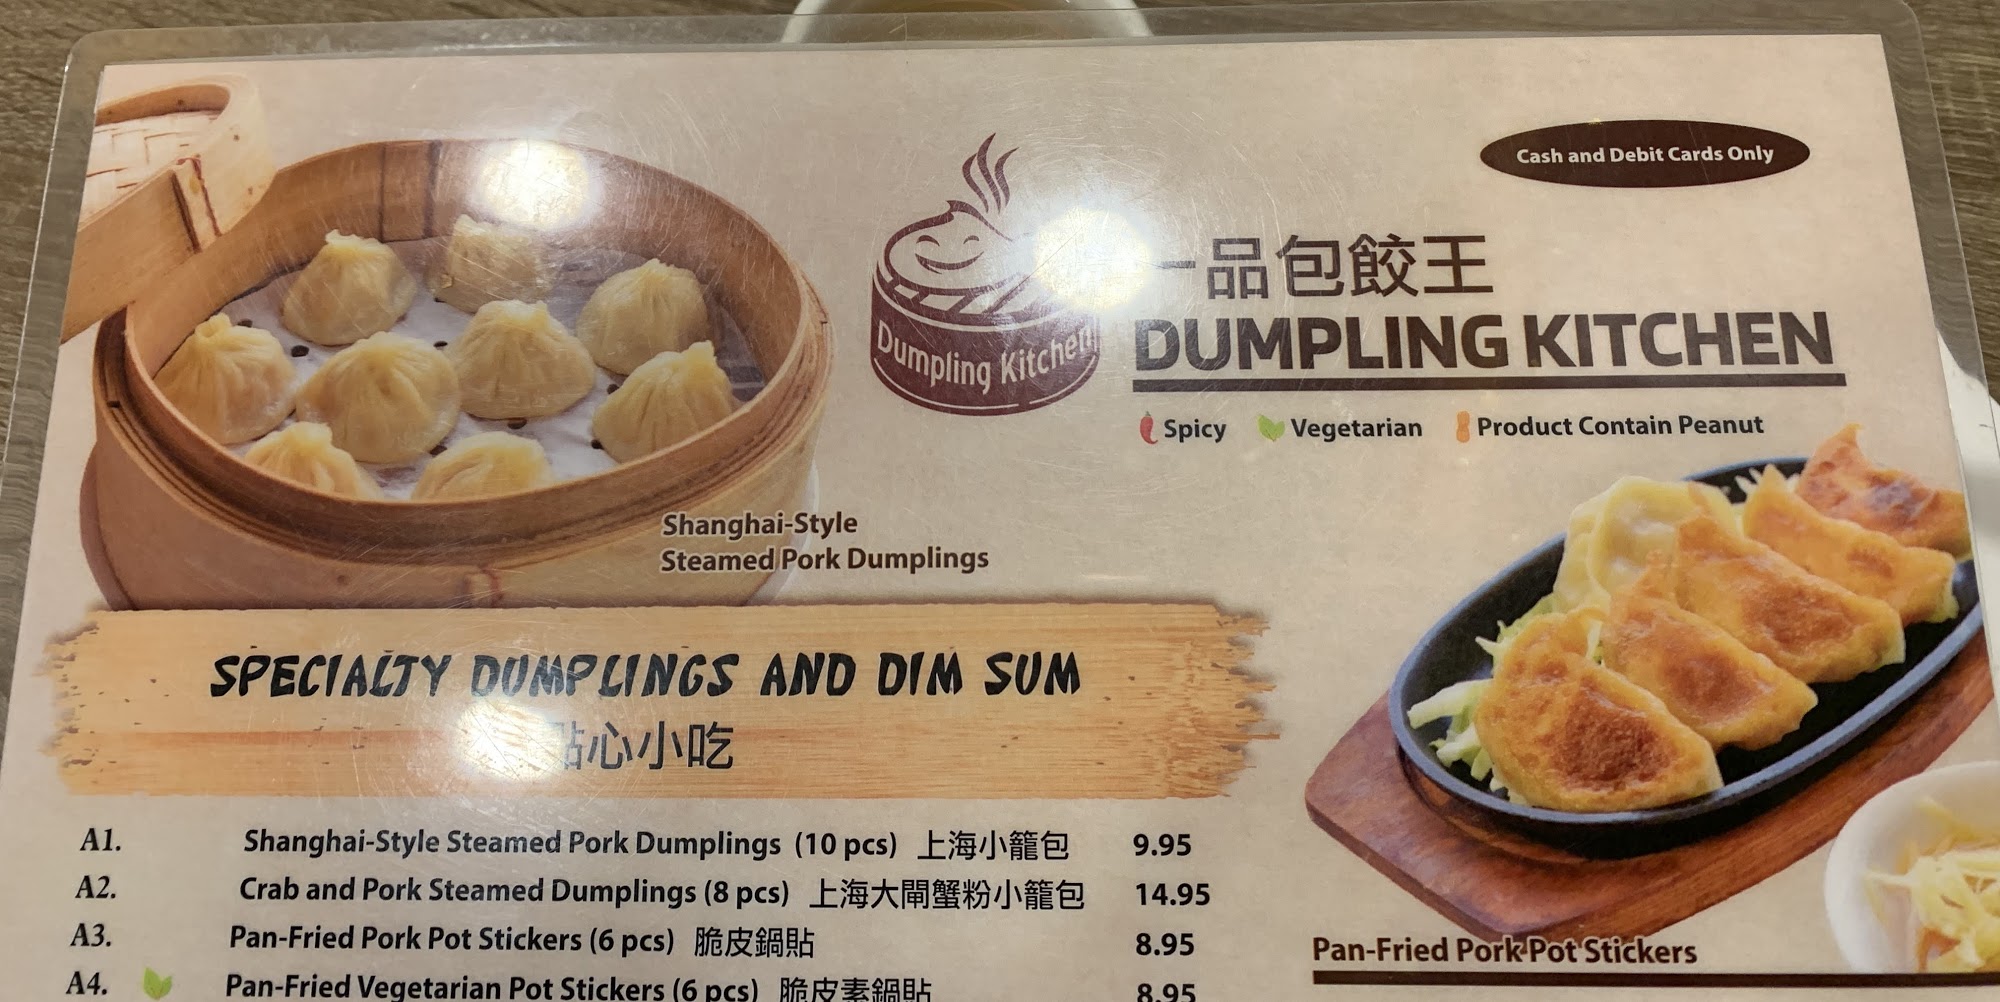 Cash and Debit Cards Only
一品包餃王
Dumpling Kitchen
DUMPLING KITCHEN
Spicy Vegetarian Product Contain Peanut
Shanghai-Style
Steamed Pork Dumplings
SPECIALTY DUMPLINGS AND DIM SUM
點心小吃
A1. Shanghai-Style Steamed Pork Dumplings (10 pcs) 上海小籠包 9.95
A2. Crab and Pork Steamed Dumplings (8 pcs) 上海大閘蟹粉小籠包 14.95
A3. Pan-Fried Pork Pot Stickers (6 pcs) 脆皮鍋貼 8.95
A4. Pan-Fried Vegetarian Pot Stickers (6 pcs) 脆皮素鍋貼 8.95
Pan-Fried Pork Pot Stickers